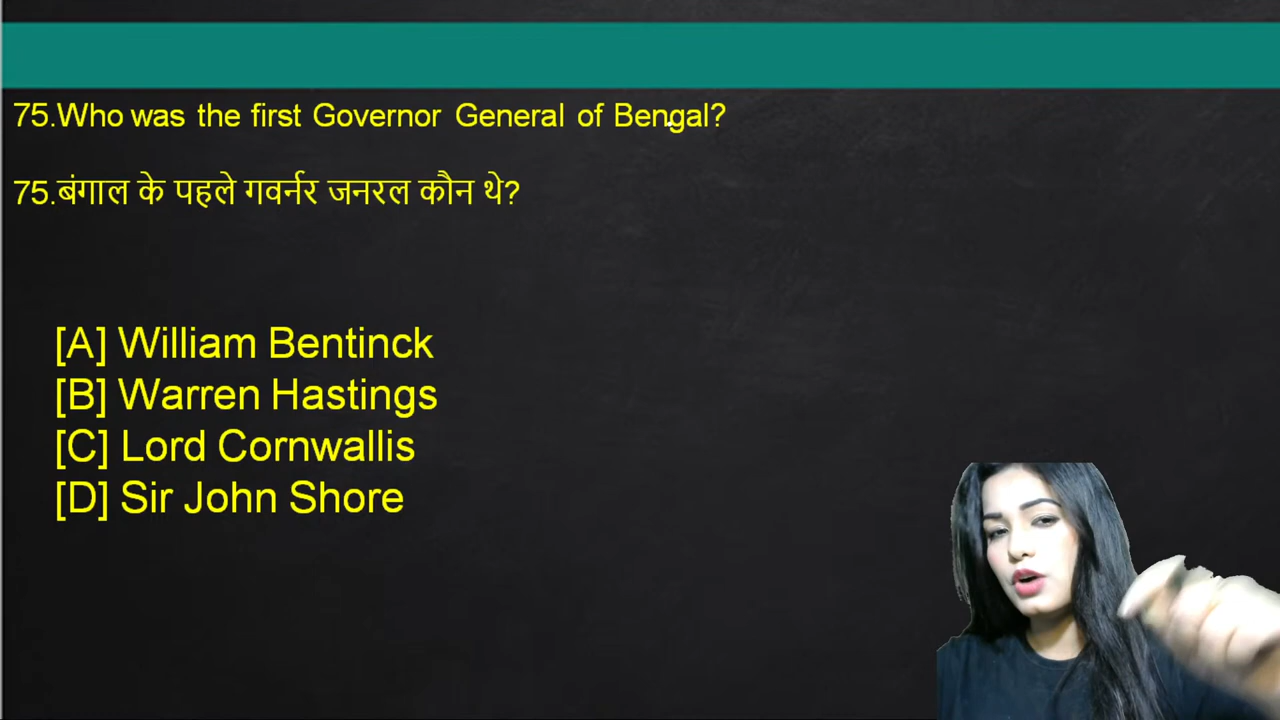 75.Who was the first Governor General of Bengal?
75.बंगाल के पहले गवर्नर जनरल कौन थे?
[A] William Bentinck
[B] Warren Hastings
[C] Lord Cornwallis
[D] Sir John Shore